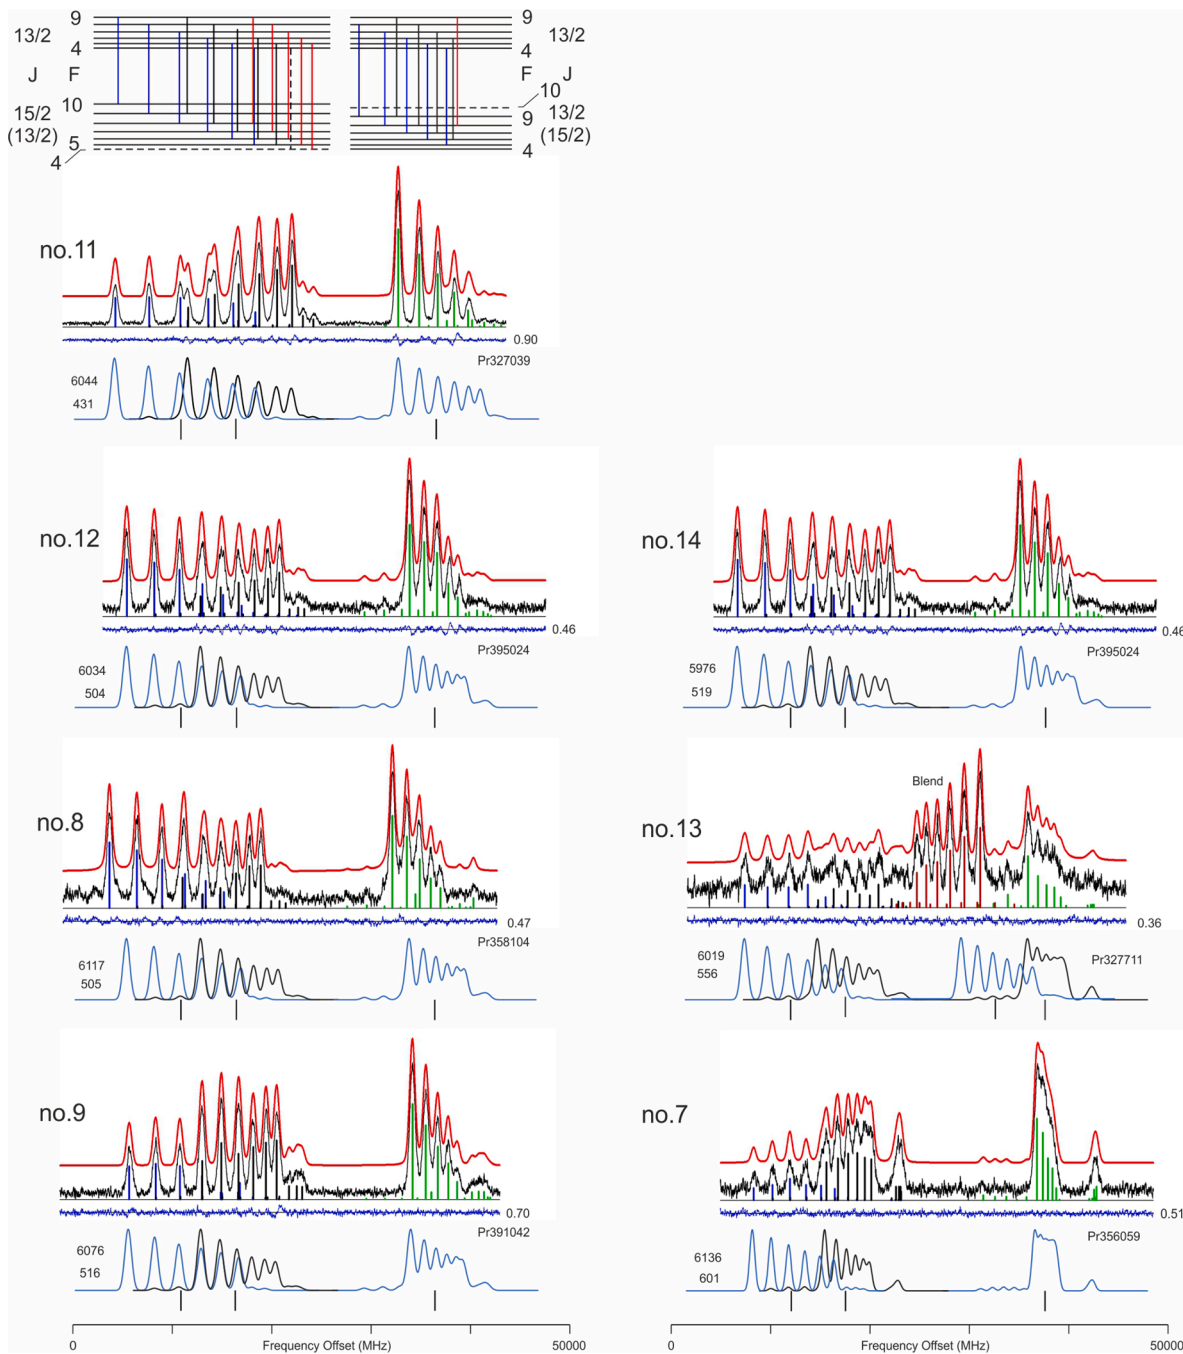 9 9
13/2 13/2
4 4
J F F J
10 10
15/2 9 13/2
(13/2) (15/2)
5 4
4
no.11
0.90
Pr327039
6044
431
no.12
0.46
Pr395024
6034
504
no.14
0.46
Pr395024
5976
519
no.8
0.47
Pr358104
6117
505
Blend
no.13
0.36
Pr327711
6019
556
no.9
0.70
Pr391042
6076
516
no.7
0.51
Pr356059
6136
601
0 Frequency Offset (MHz) 50000
0 Frequency Offset (MHz) 50000